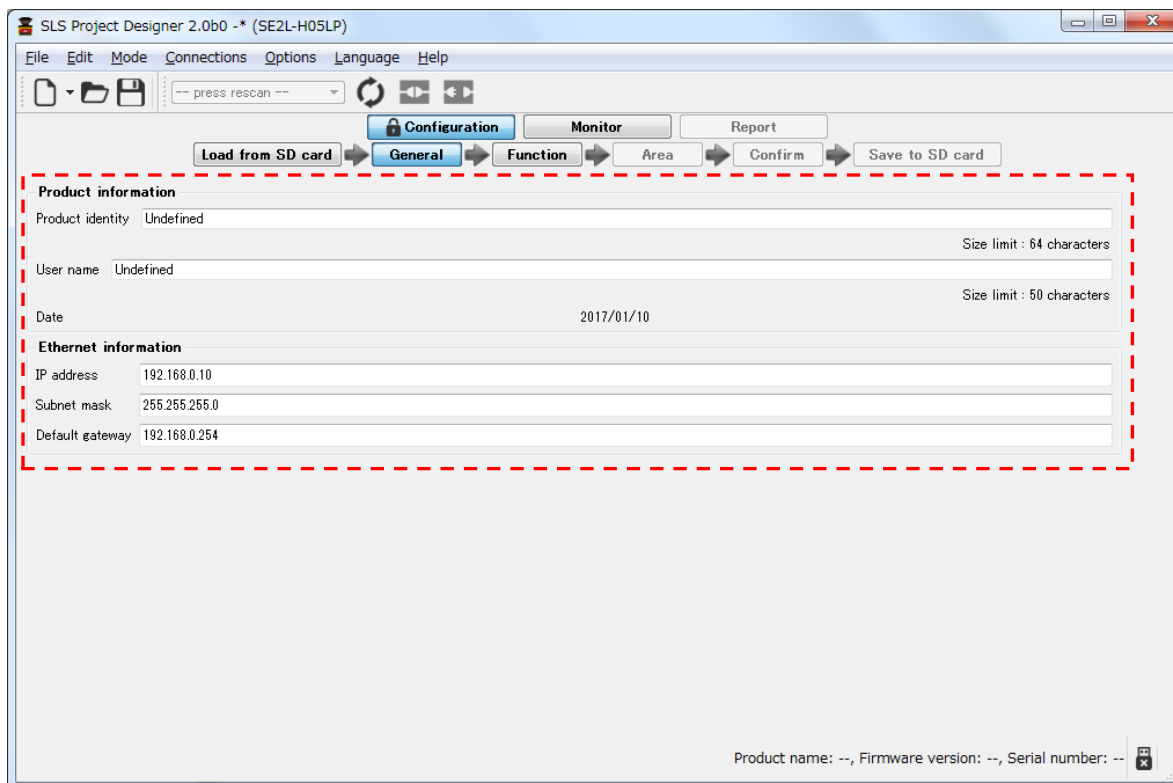 SLS Project Designer 2.0b0 -* (SE2L-H05LP)
File Edit Mode Connections Options Language Help
-- press rescan --
Configuration Monitor Report
Load from SD card General Function Area Confirm Save to SD card
Product information
Product identity Undefined
Size limit : 64 characters
User name Undefined
Size limit : 50 characters
Date 2017/01/10
Ethernet information
IP address 192.168.0.10
Subnet mask 255.255.255.0
Default gateway 192.168.0.254
Product name: --, Firmware version: --, Serial number: --